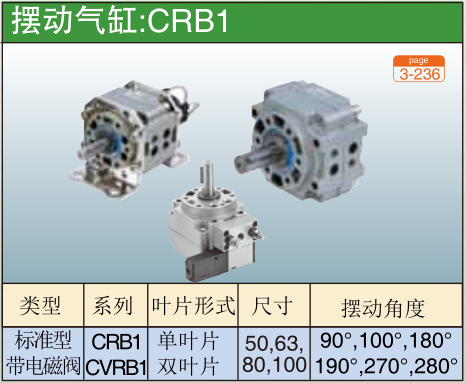 摆动气缸:CRB1
page
3-236
类型 系列 叶片形式 尺寸 摆动角度
标准型 CRB1 单叶片 50,63, 90°,100°,180°
带电磁阀 CVRB1 双叶片 80,100 190°,270°,280°